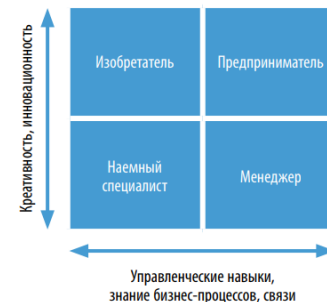 Креативность, инновационность
Изобретатель
Предприниматель
Наемный
специалист
Менеджер
Управленческие навыки,
знание бизнес-процессов, связи